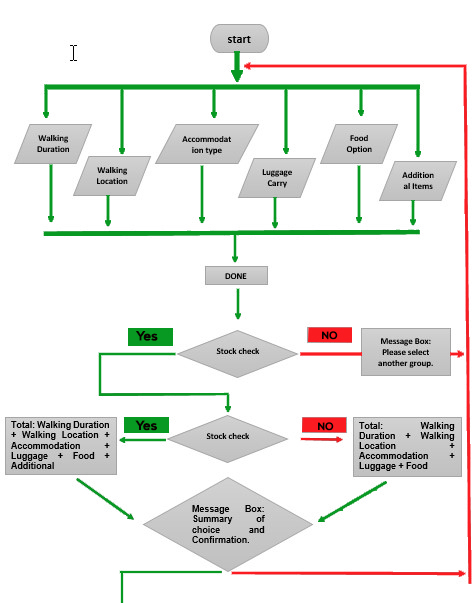 start
Walking
Duration
Walking
Location
Accommodat
ion type
Luggage
Carry
Food
Option
Addition
al Items
DONE
Yes
NO
Stock check
Message Box:
Please select
another group.
Total: Walking Duration
+ Walking Location +
Accommodation +
Luggage + Food +
Additional
Yes
Stock check
NO
Total: Walking
Duration + Walking
Location +
Accommodation +
Luggage + Food
Message Box:
Summary of
choice and
Confirmation.